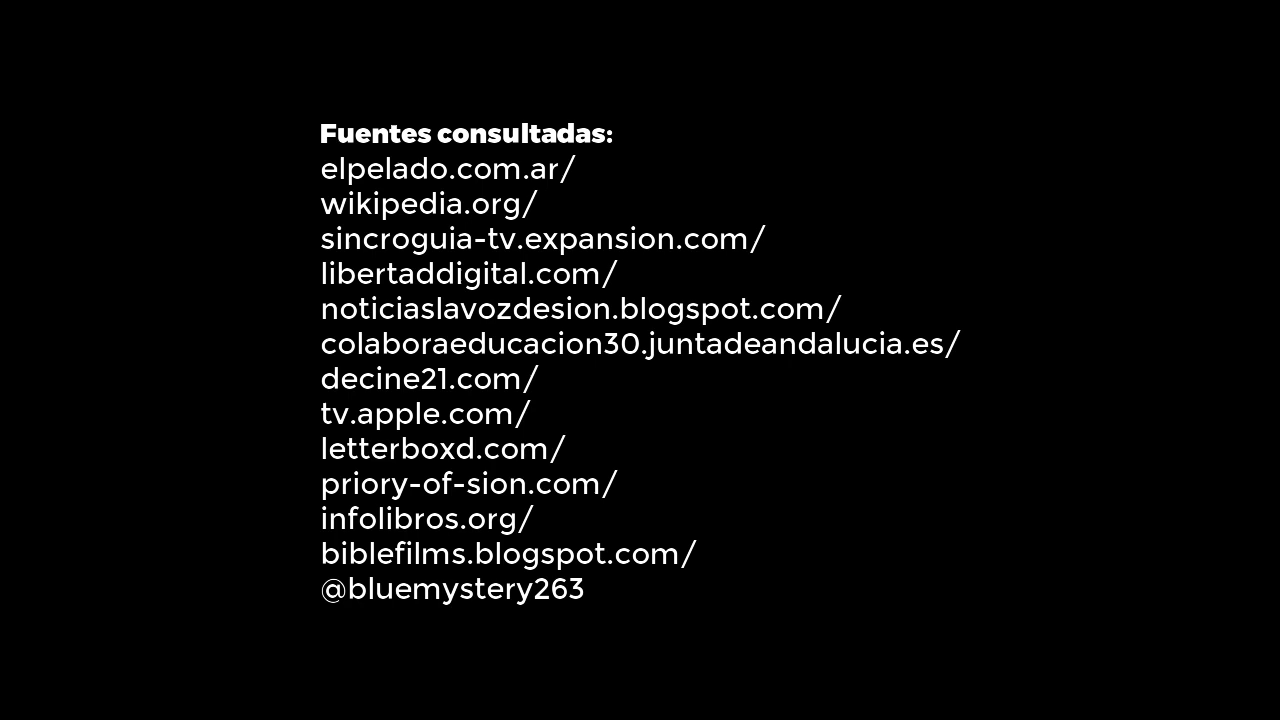 Fuentes consultadas:
elpelado.com.ar/
wikipedia.org/
sincroguia-tv.expansion.com/
libertaddigital.com/
noticiaslavozdesion.blogspot.com/
colaboraeducacion30.juntadeandalucia.es/
decine21.com/
tv.apple.com/
letterboxd.com/
priory-of-sion.com/
infolibros.org/
biblefilms.blogspot.com/
@bluemystery263